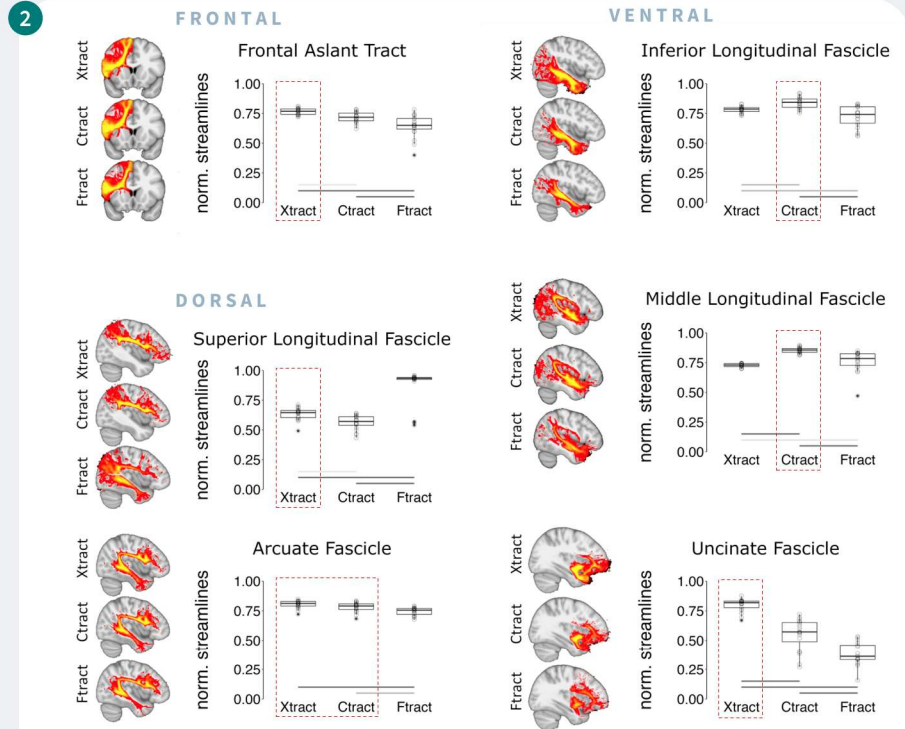 2
FRONTAL
Frontal Aslant Tract
Xtract
Ctract
Ftract
norm. streamlines
1.00
0.75
0.50
0.25
0.00
Xtract Ctract Ftract
DORSAL
Superior Longitudinal Fascicle
Xtract
Ctract
Ftract
norm. streamlines
1.00
0.75
0.50
0.25
0.00
Xtract Ctract Ftract
Arcuate Fascicle
Xtract
Ctract
Ftract
norm. streamlines
1.00
0.75
0.50
0.25
0.00
Xtract Ctract Ftract
VENTRAL
Inferior Longitudinal Fascicle
Xtract
Ctract
Ftract
norm. streamlines
1.00
0.75
0.50
0.25
0.00
Xtract Ctract Ftract
Middle Longitudinal Fascicle
Xtract
Ctract
Ftract
norm. streamlines
1.00
0.75
0.50
0.25
0.00
Xtract Ctract Ftract
Uncinate Fascicle
Xtract
Ctract
Ftract
norm. streamlines
1.00
0.75
0.50
0.25
0.00
Xtract Ctract Ftract